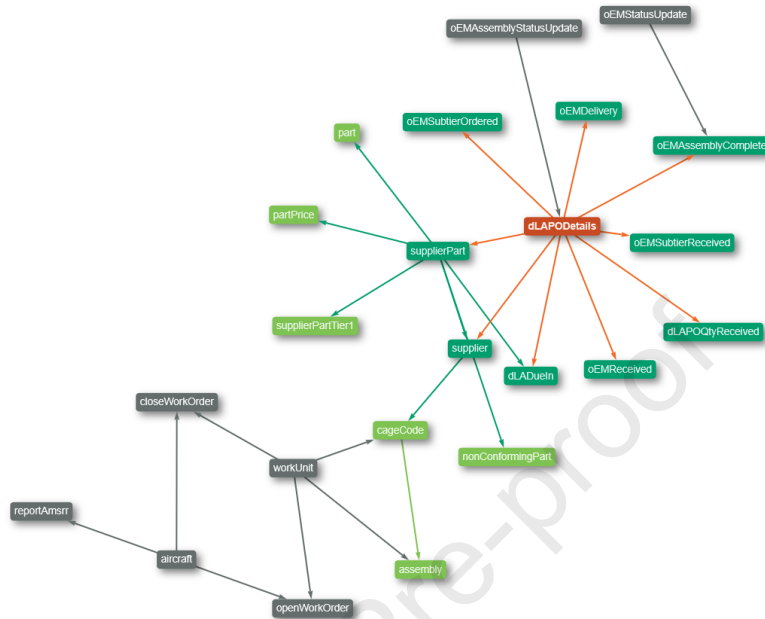 oEMStatusUpdate
oEMAssemblyStatusUpdate
oEMDelivery
oEMSubtierOrdered
part
oEMAssemblyComplete
partPrice
dLAPODetails
oEMSubtierReceived
supplierPart
supplierPartTier1
dLAPOQtyReceived
supplier
oEMReceived
dLADueIn
closeWorkOrder
cageCode
nonConformingPart
workUnit
reportAmsrr
aircraft
assembly
openWorkOrder
pre-proof